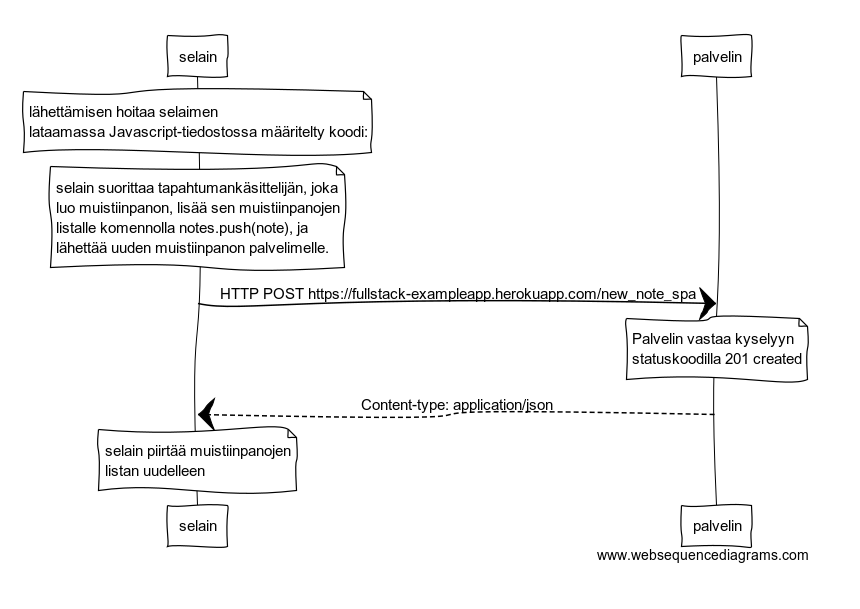 selain
palvelin
lähettämisen hoitaa selaimen
lataamassa Javascript-tiedostossa määritelty koodi:
selain suorittaa tapahtumankäsittelijän, joka
luo muistiinpanon, lisää sen muistiinpanojen
listalle komennolla notes.push(note), ja
lähettää uuden muistiinpanon palvelimelle.
HTTP POST https://fullstack-exampleapp.herokuapp.com/new_note_spa
Palvelin vastaa kyselyyn
statuskoodilla 201 created
Content-type: application/json
selain piirtää muistiinpanojen
listan uudelleen
selain
palvelin
www.websequencediagrams.com